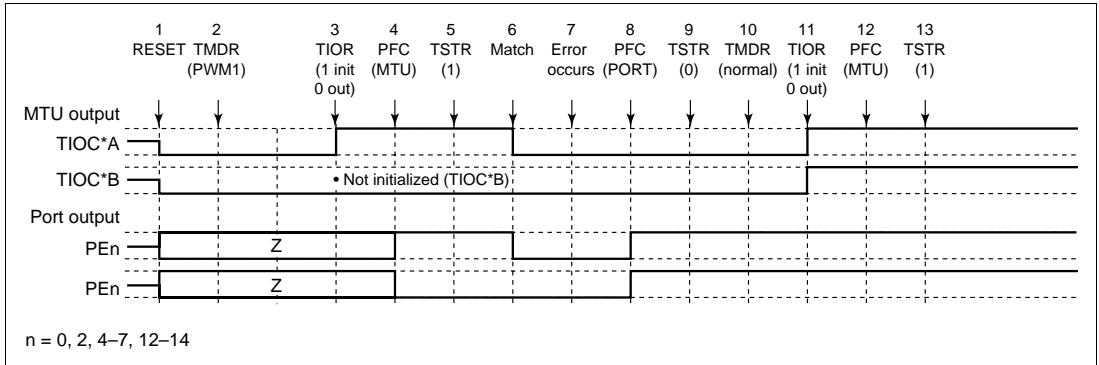 1 2 3 4 5 6 7 8 9 10 11 12 13
RESET TMDR TIOR PFC TSTR Match Error PFC TSTR TMDR TIOR PFC TSTR
(PWM1) (1 init (MTU) (1) occurs (PORT) (0) (normal) (1 init (MTU) (1)
0 out) 0 out)
MTU output
TIOC*A
TIOC*B • Not initialized (TIOC*B)
Port output
PEn Z
PEn Z
n = 0, 2, 4–7, 12–14